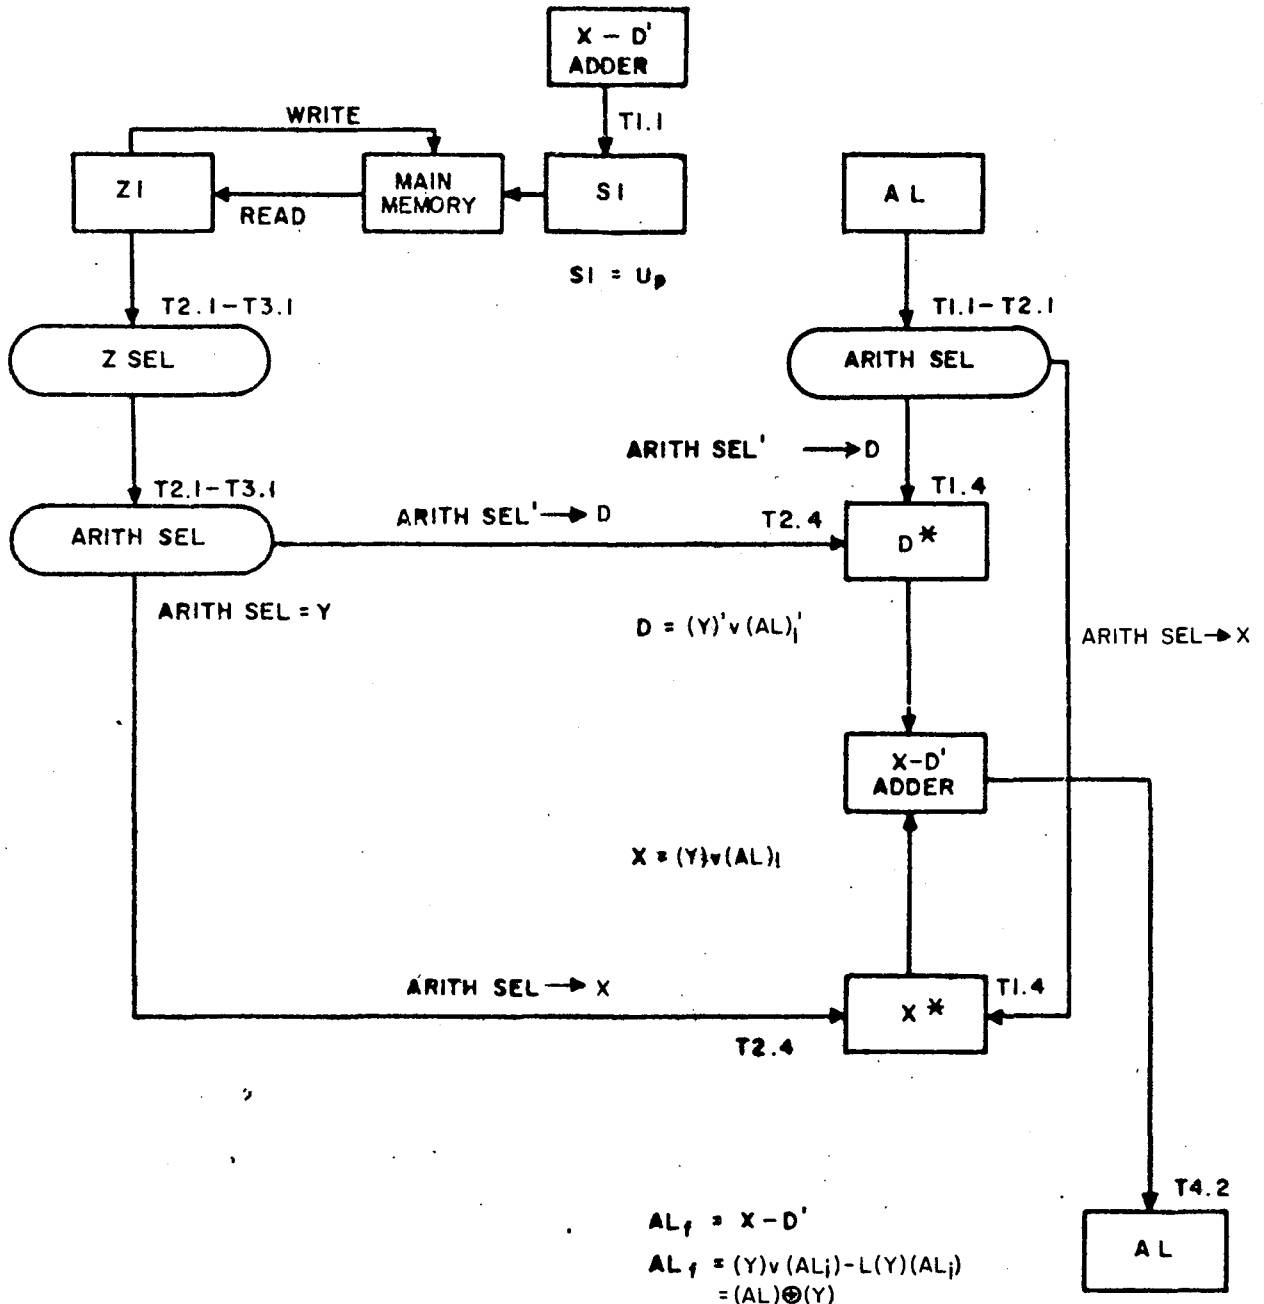 X - D'
ADDER
T1.1
WRITE
Z1
MAIN
MEMORY
READ
S1
AL
S1 = Up
T2.1-T3.1
T1.1-T2.1
Z SEL
ARITH SEL
ARITH SEL' → D
T1.4
T2.1-T3.1
ARITH SEL
ARITH SEL' → D
T2.4
D*
ARITH SEL = Y
D = (Y)'v(AL)i'
ARITH SEL→X
X-D'
ADDER
X = (Y)v(AL)i
ARITH SEL → X
T2.4
X*
T1.4
T4.2
AL
ALf = X-D'
ALf = (Y)v(ALi)-L(Y)(ALi)
=(AL)⊕(Y)